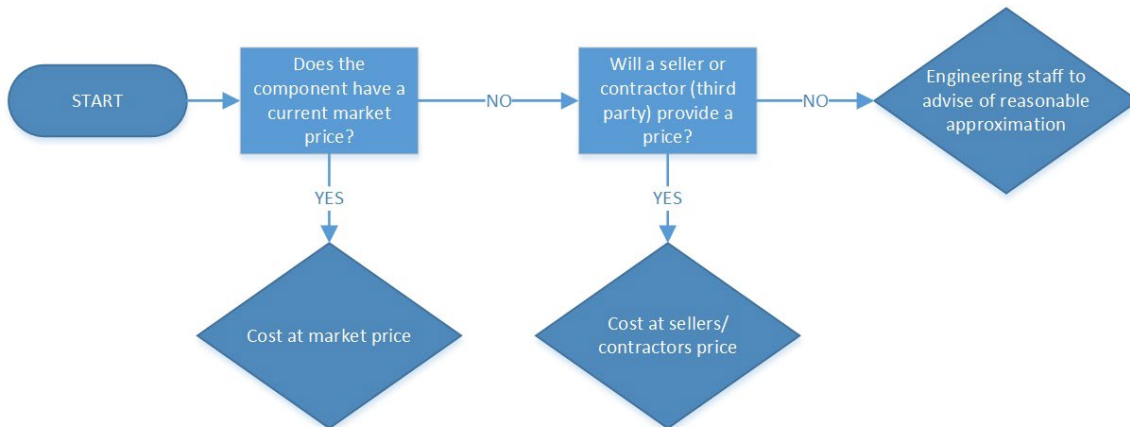 START
Does the
component have a
current market
price?
NO
Will a seller or
contractor (third
party) provide a
price?
NO
Engineering staff to
advise of reasonable
approximation
YES
YES
Cost at market price
Cost at sellers/
contractors price